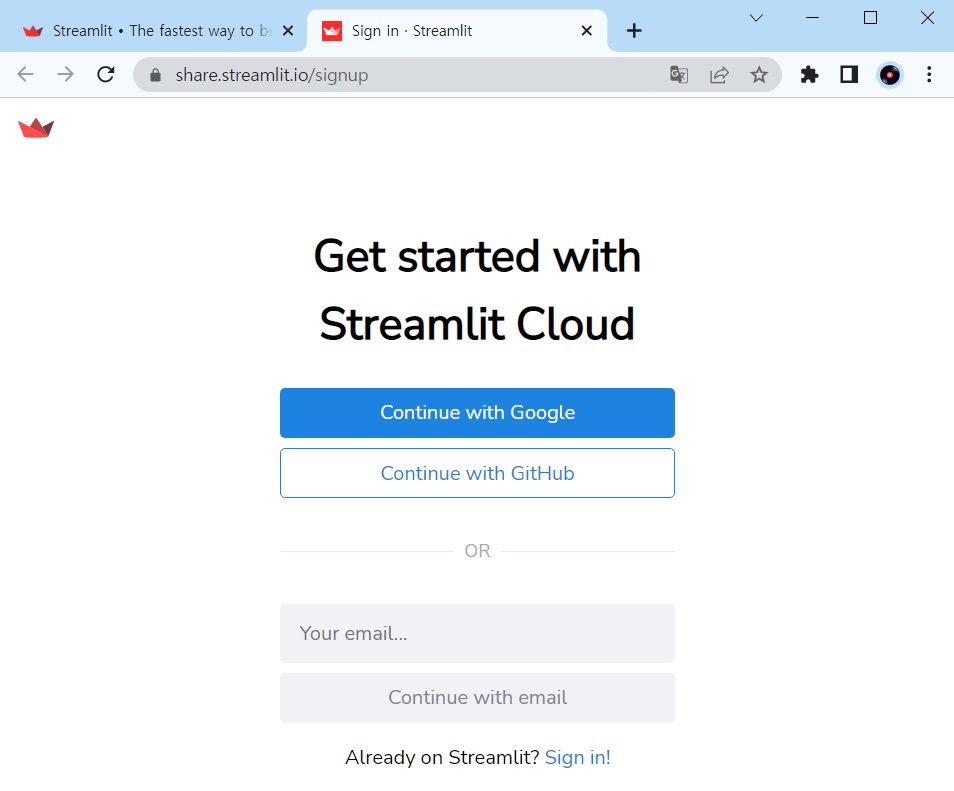 Streamlit • The fastest way to b
Sign in · Streamlit
share.streamlit.io/signup
Get started with
Streamlit Cloud
Continue with Google
Continue with GitHub
OR
Your email...
Continue with email
Already on Streamlit? Sign in!